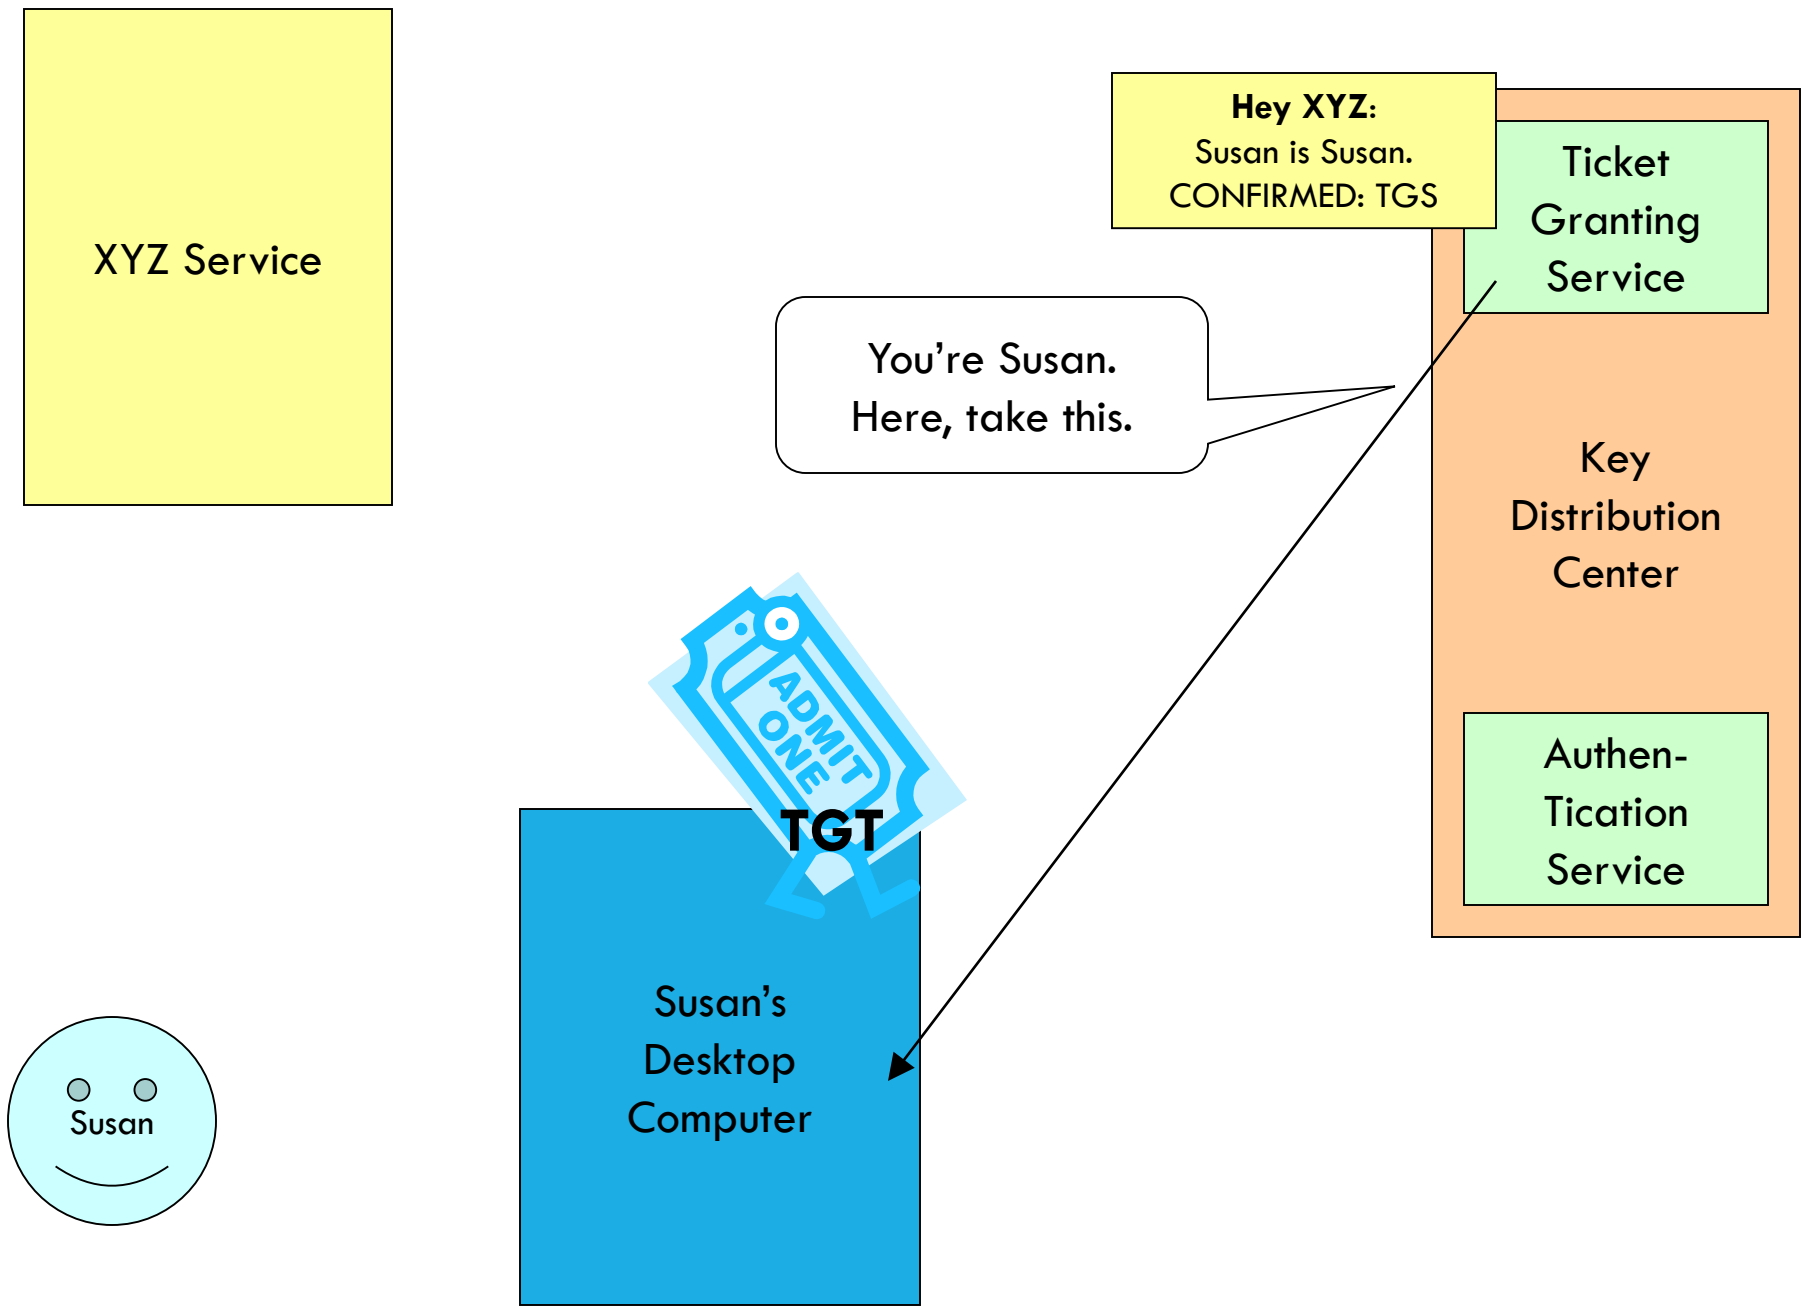 XYZ Service
Hey XYZ:
Susan is Susan.
CONFIRMED: TGS
Ticket
Granting
Service
You’re Susan.
Here, take this.
Key
Distribution
Center
ADMIT
ONE
TGT
Authen-
Tication
Service
Susan’s
Desktop
Computer
Susan